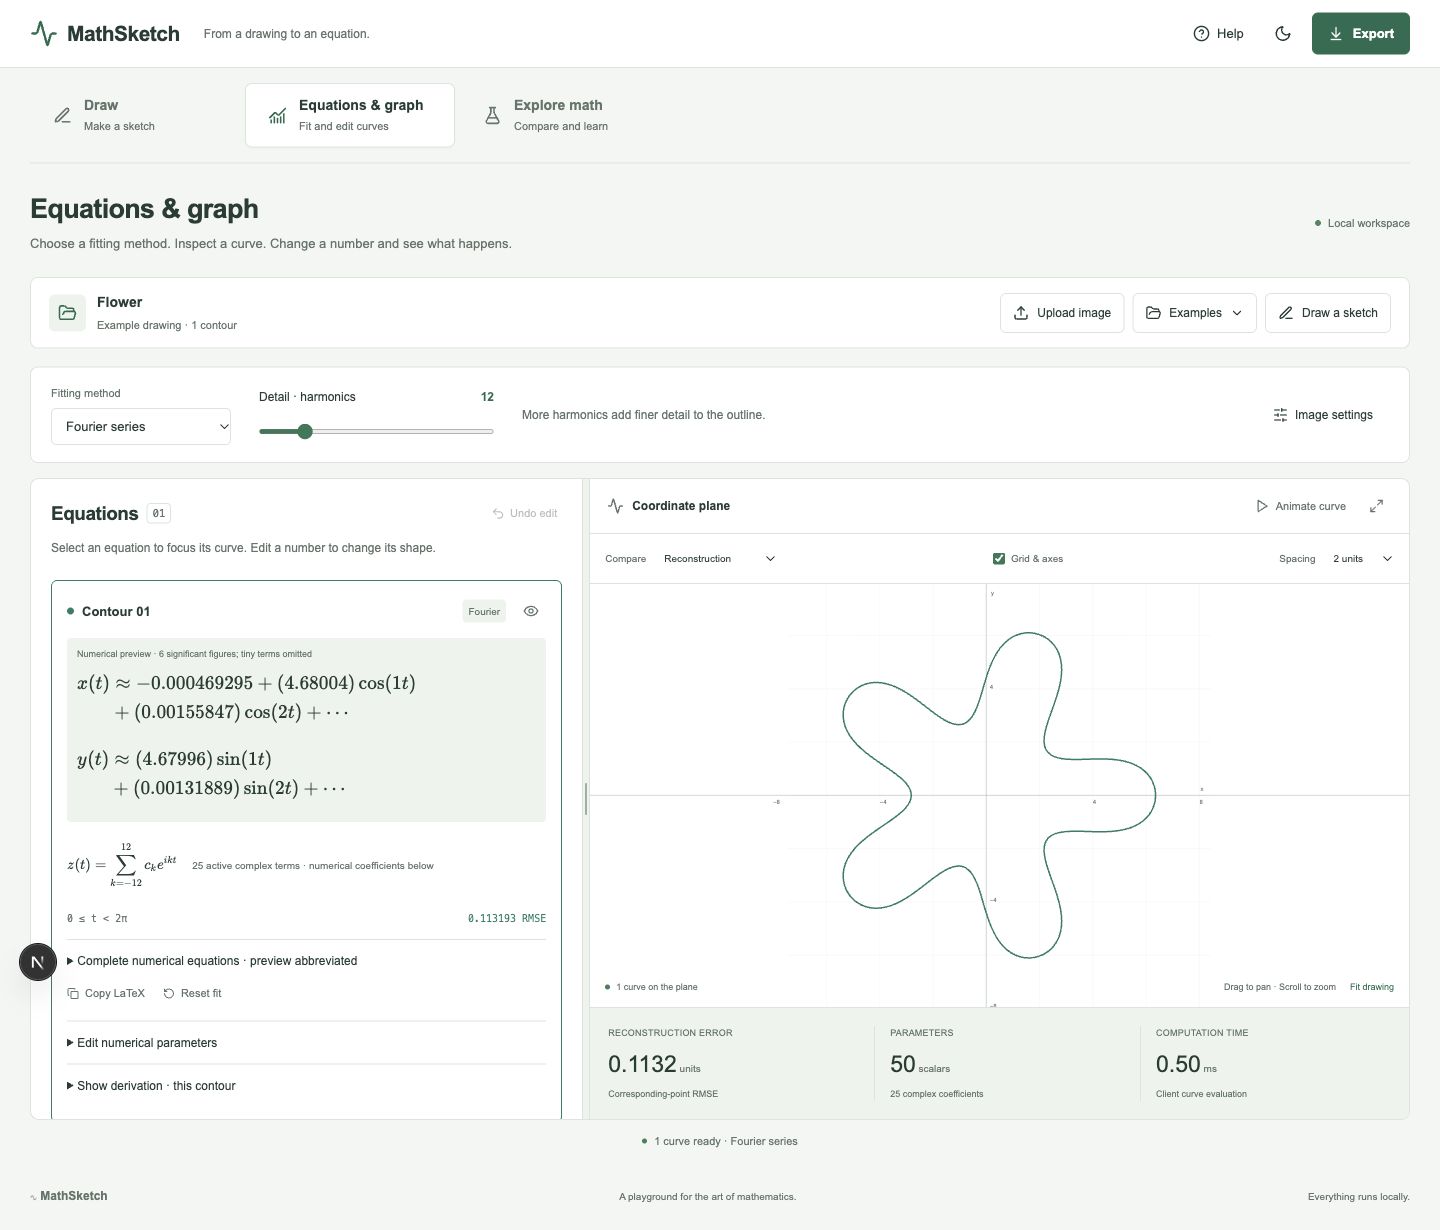 MathSketch
From a drawing to an equation.
Help
Export
Draw
Make a sketch
Equations & graph
Fit and edit curves
Explore math
Compare and learn
Equations & graph
Choose a fitting method. Inspect a curve. Change a number and see what happens.
Local workspace
Flower
Example drawing · 1 contour
Upload image
Examples
Draw a sketch
Fitting method
Fourier series
Detail · harmonics
12
More harmonics add finer detail to the outline.
Image settings
Equations
01
Undo edit
Select an equation to focus its curve. Edit a number to change its shape.
Contour 01
Fourier
Numerical preview · 6 significant figures; tiny terms omitted
x(t) ≈ −0.000469295 + (4.68004) cos(1t)
+ (0.00155847) cos(2t) + ···
y(t) ≈ (4.67996) sin(1t)
+ (0.00131889) sin(2t) + ···
z(t) = ∑_{k=−12}^{12} c_k e^{ikt}
25 active complex terms · numerical coefficients below
0 ≤ t < 2π
0.113193 RMSE
Complete numerical equations · preview abbreviated
Copy LaTeX
Reset fit
Edit numerical parameters
Show derivation · this contour
N
Coordinate plane
Animate curve
Compare
Reconstruction
Grid & axes
Spacing
2 units
y
4
x
−8
−4
4
8
−4
−8
1 curve on the plane
Drag to pan · Scroll to zoom
Fit drawing
RECONSTRUCTION ERROR
0.1132 units
Corresponding-point RMSE
PARAMETERS
50 scalars
25 complex coefficients
COMPUTATION TIME
0.50 ms
Client curve evaluation
1 curve ready · Fourier series
MathSketch
A playground for the art of mathematics.
Everything runs locally.